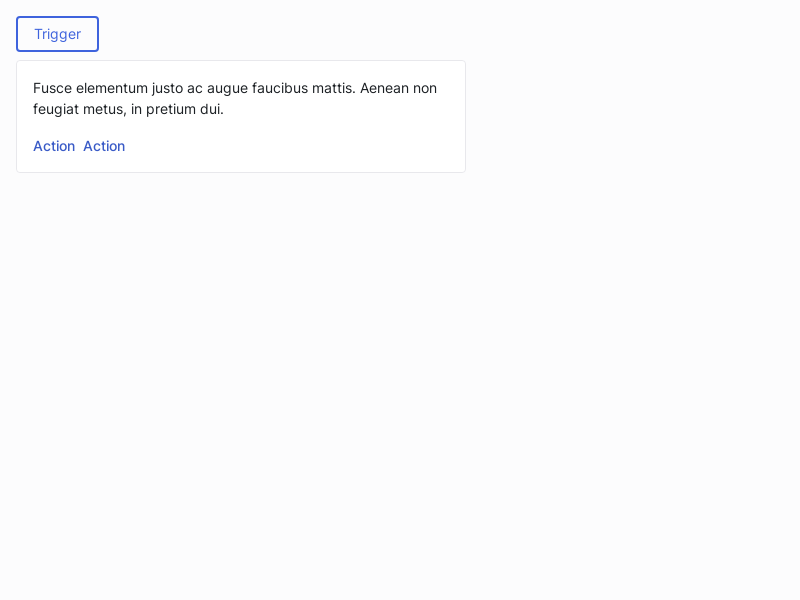 Trigger
Fusce elementum justo ac augue faucibus mattis. Aenean non
feugiat metus, in pretium dui.
Action Action